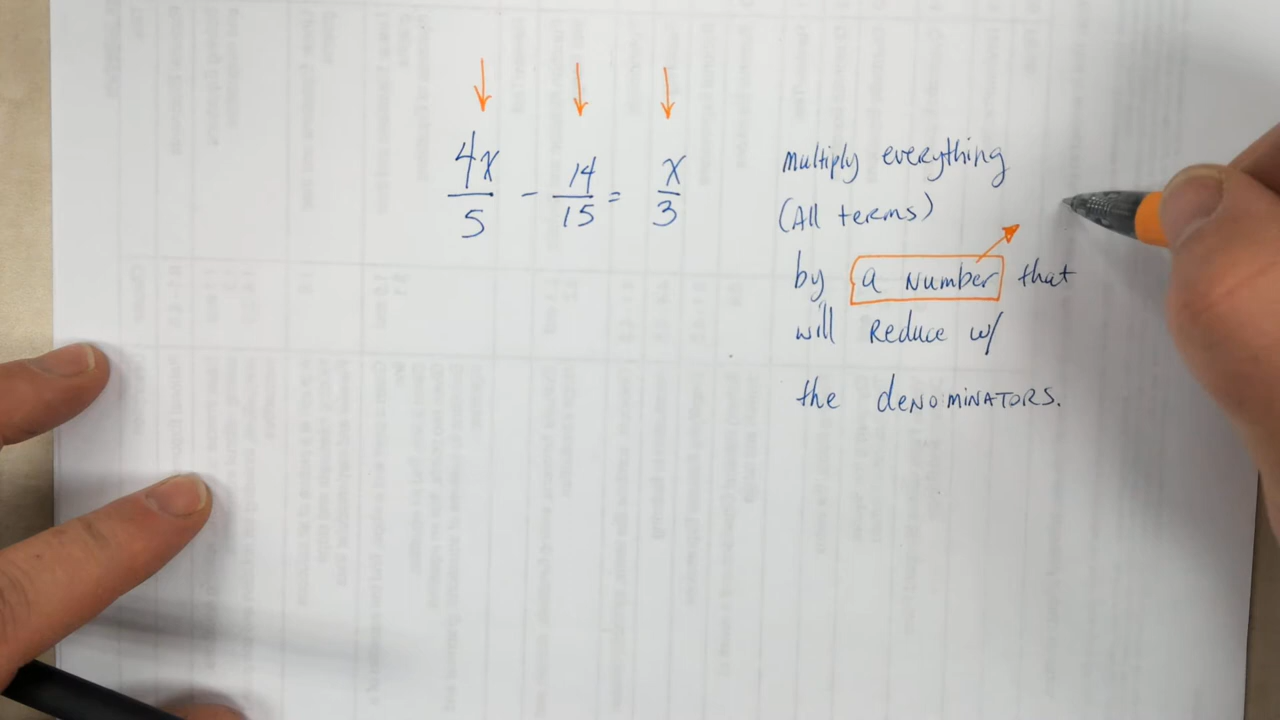 4x/5 - 14/15 = x/3
multiply everything
(All terms)
by a number that
will Reduce w/
the denominators.